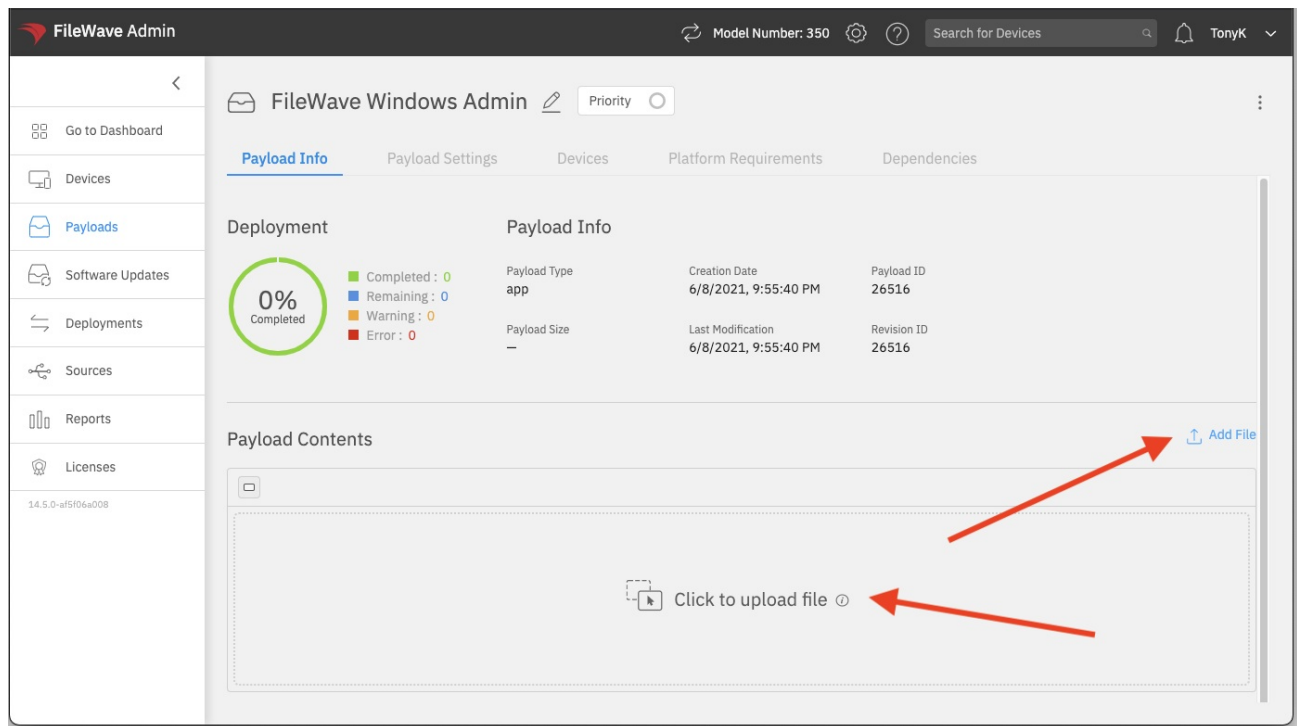 FileWave Admin
Model Number: 350
Search for Devices
TonyK
Go to Dashboard
Devices
Payloads
Software Updates
Deployments
Sources
Reports
Licenses
14.5.0-af5f06a008
FileWave Windows Admin
Priority
Payload Info Payload Settings Devices Platform Requirements Dependencies
Deployment
0%
Completed
Completed : 0
Remaining : 0
Warning : 0
Error : 0
Payload Info
Payload Type Creation Date Payload ID
app 6/8/2021, 9:55:40 PM 26516
Payload Size Last Modification Revision ID
— 6/8/2021, 9:55:40 PM 26516
Payload Contents
Add File
Click to upload file